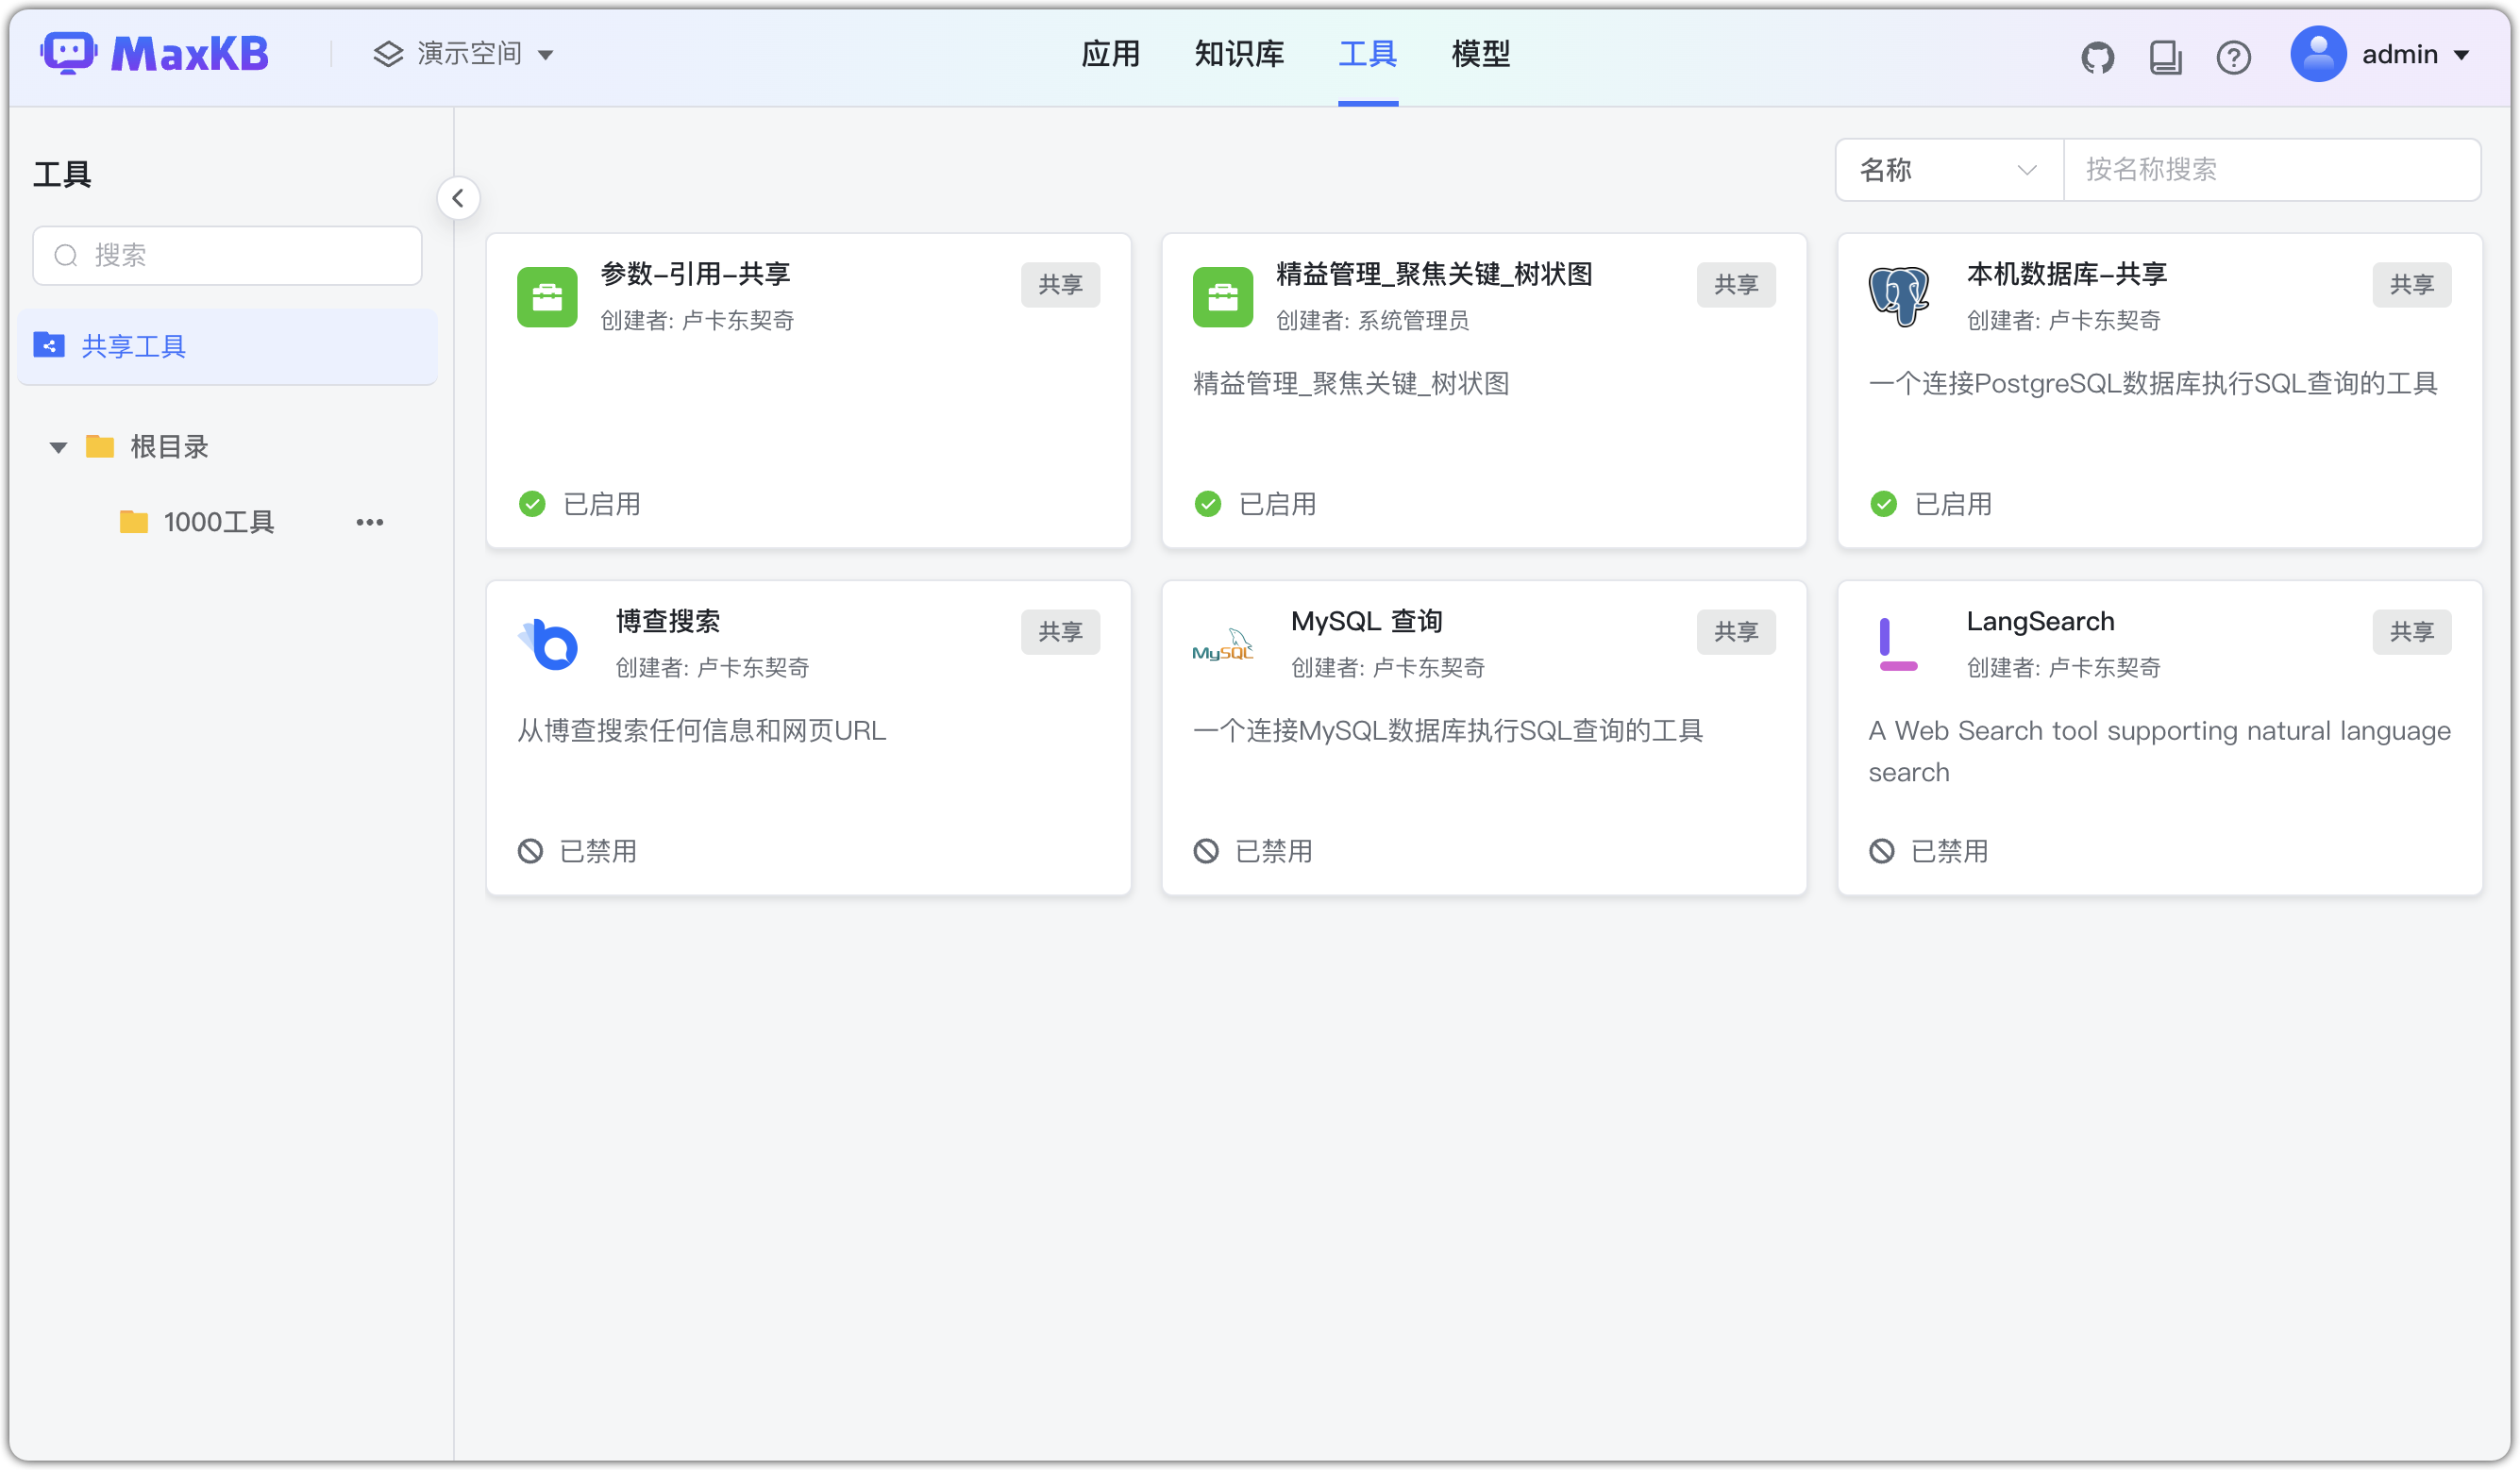 MaxKB
演示空间
应用
知识库
工具
模型
admin
工具
搜索
共享工具
根目录
1000工具
名称
按名称搜索
参数-引用-共享
共享
创建者: 卢卡东契奇
已启用
精益管理_聚焦关键_树状图
共享
创建者: 系统管理员
精益管理_聚焦关键_树状图
已启用
本机数据库-共享
共享
创建者: 卢卡东契奇
一个连接PostgreSQL数据库执行SQL查询的工具
已启用
博查搜索
共享
创建者: 卢卡东契奇
从博查搜索任何信息和网页URL
已禁用
MySQL
MySQL 查询
共享
创建者: 卢卡东契奇
一个连接MySQL数据库执行SQL查询的工具
已禁用
LangSearch
共享
创建者: 卢卡东契奇
A Web Search tool supporting natural language
search
已禁用